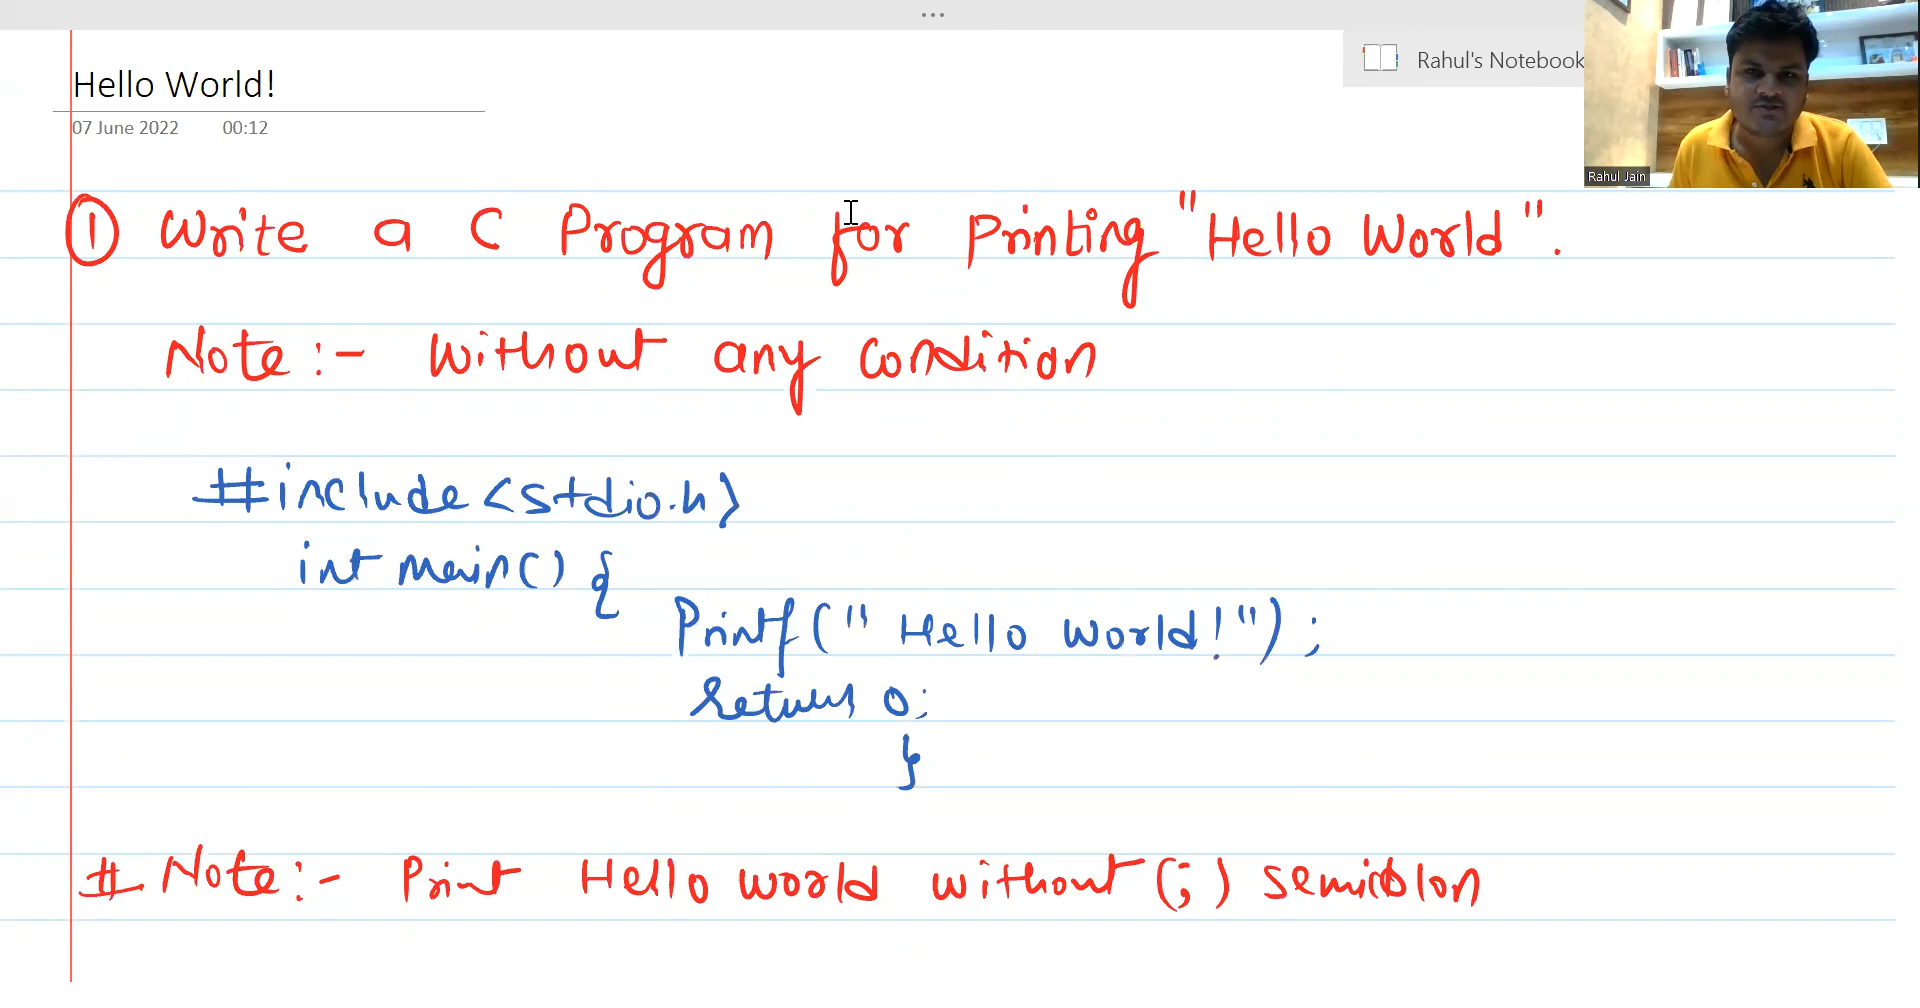 ...
Hello World!
Rahul's Notebook
07 June 2022 00:12
Rahul Jain
① Write a C Program for Printing "Hello World".
Note:- Without any condition
#include<stdio.h>
int main() {
Printf("Hello World!");
return 0;
}
# Note:- Print Hello world without (;) semicolon